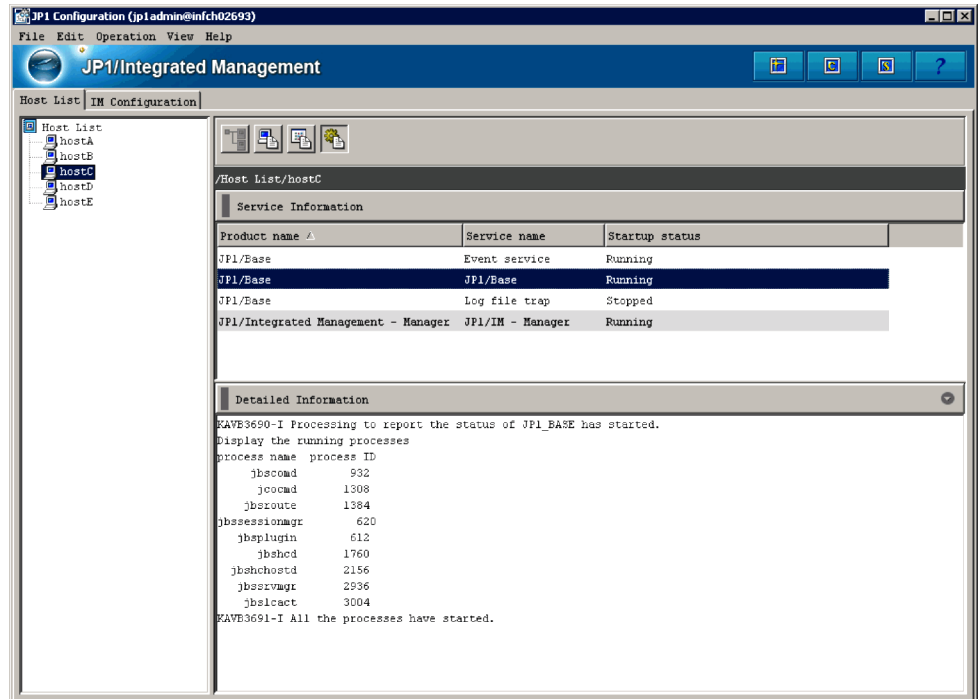 JP1 Configuration (jp1admin@infch02693)
File Edit Operation View Help
JP1/Integrated Management
Host List IM Configuration
Host List
hostA
hostB
hostC
hostD
hostE
/Host List/hostC
Service Information
Product name Service name Startup status
JP1/Base Event service Running
JP1/Base JP1/Base Running
JP1/Base Log file trap Stopped
JP1/Integrated Management - Manager JP1/IM - Manager Running
Detailed Information
KAVB3690-I Processing to report the status of JP1_BASE has started.
Display the running processes
process name process ID
jbscomd 932
jcocmd 1308
jbsroute 1384
jbssessionmgr 620
jbsplugin 612
jbshcd 1760
jbshchostd 2156
jbssrvmgr 2936
jbslcact 3004
KAVB3691-I All the processes have started.